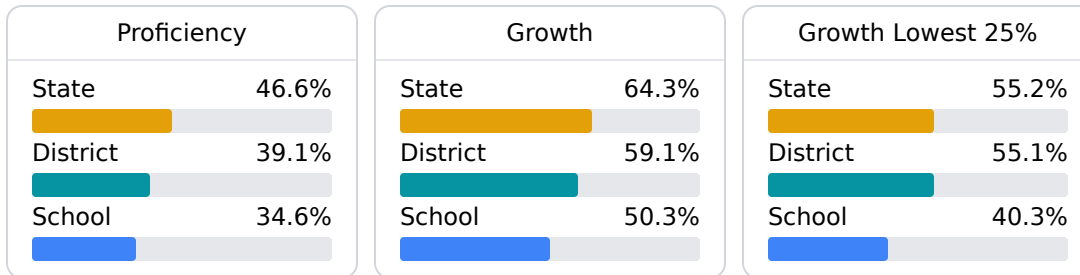 Proficiency
State 46.6%
District 39.1%
School 34.6%
Growth
State 64.3%
District 59.1%
School 50.3%
Growth Lowest 25%
State 55.2%
District 55.1%
School 40.3%